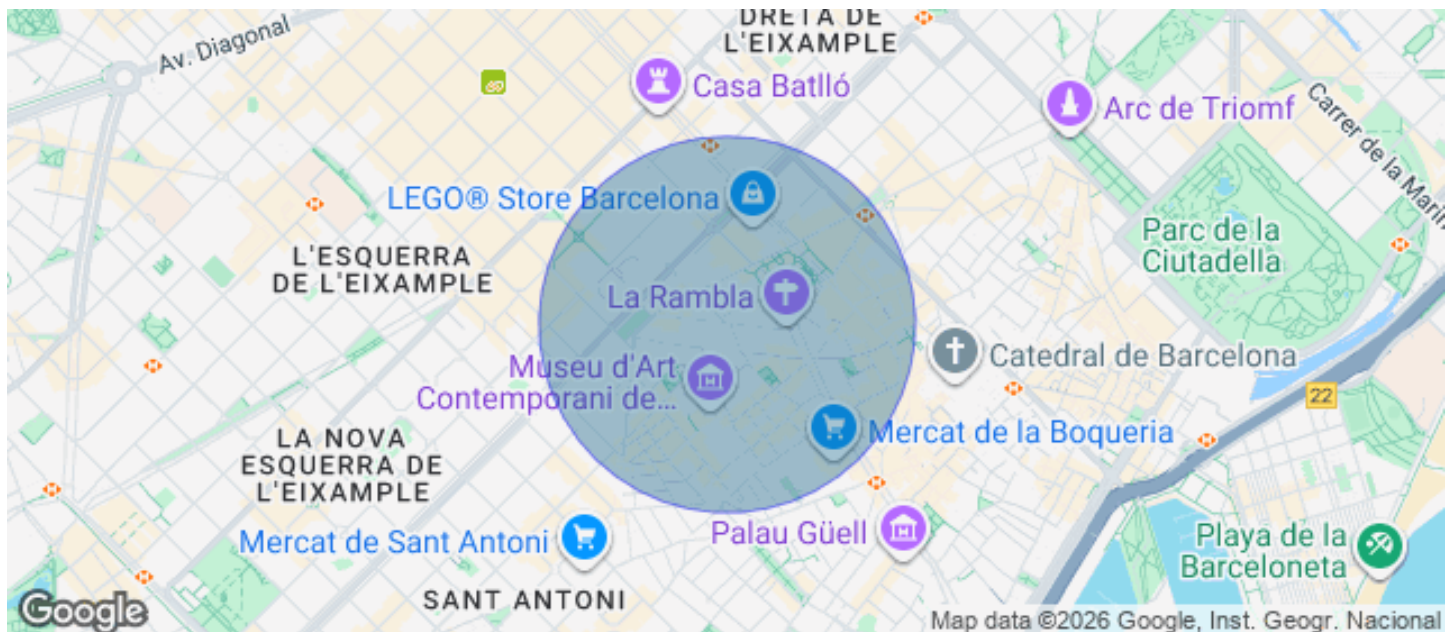 DRETA DE
L'EIXAMPLE
Av. Diagonal
Casa Batlló
Arc de Triomf
Carrer de la Marin
LEGO® Store Barcelona
L'ESQUERRA
DE L'EIXAMPLE
Parc de la
Ciutadella
La Rambla
Catedral de Barcelona
Museu d'Art
Contemporani de...
22
Mercat de la Boqueria
LA NOVA
ESQUERRA DE
L'EIXAMPLE
Mercat de Sant Antoni
Palau Güell
Playa de la
Barceloneta
SANT ANTONI
Google
Map data ©2026 Google, Inst. Geogr. Nacional